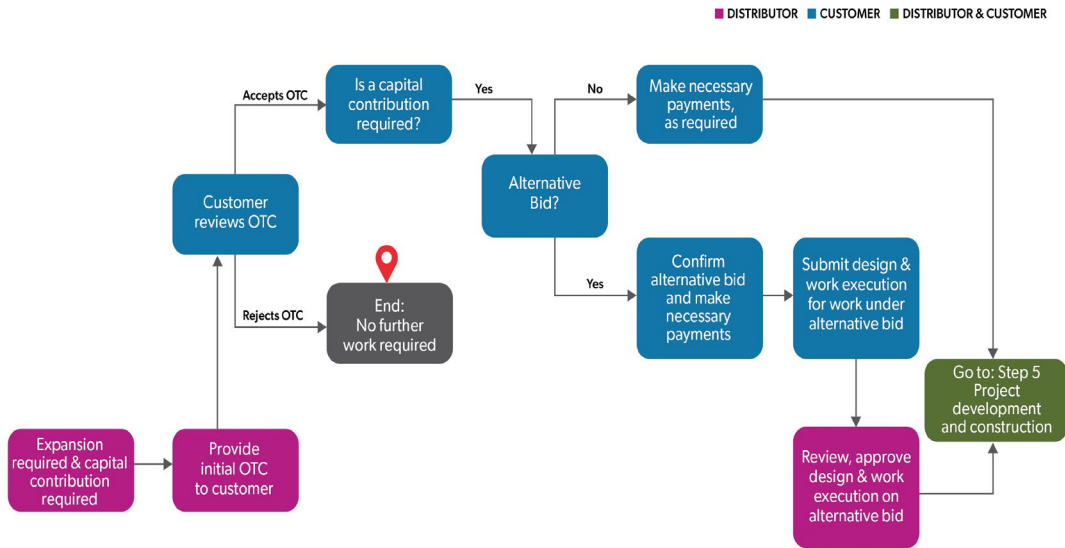 DISTRIBUTOR CUSTOMER DISTRIBUTOR & CUSTOMER
Accepts OTC
Is a capital
contribution
required?
Yes
No
Make necessary
payments,
as required
Customer
reviews OTC
Alternative
Bid?
Rejects OTC
End:
No further
work required
Yes
Confirm
alternative bid
and make
necessary
payments
Submit design &
work execution
for work under
alternative bid
Go to: Step 5
Project
development
and construction
Expansion
required & capital
contribution
required
Provide
initial OTC
to customer
Review, approve
design & work
execution on
alternative bid